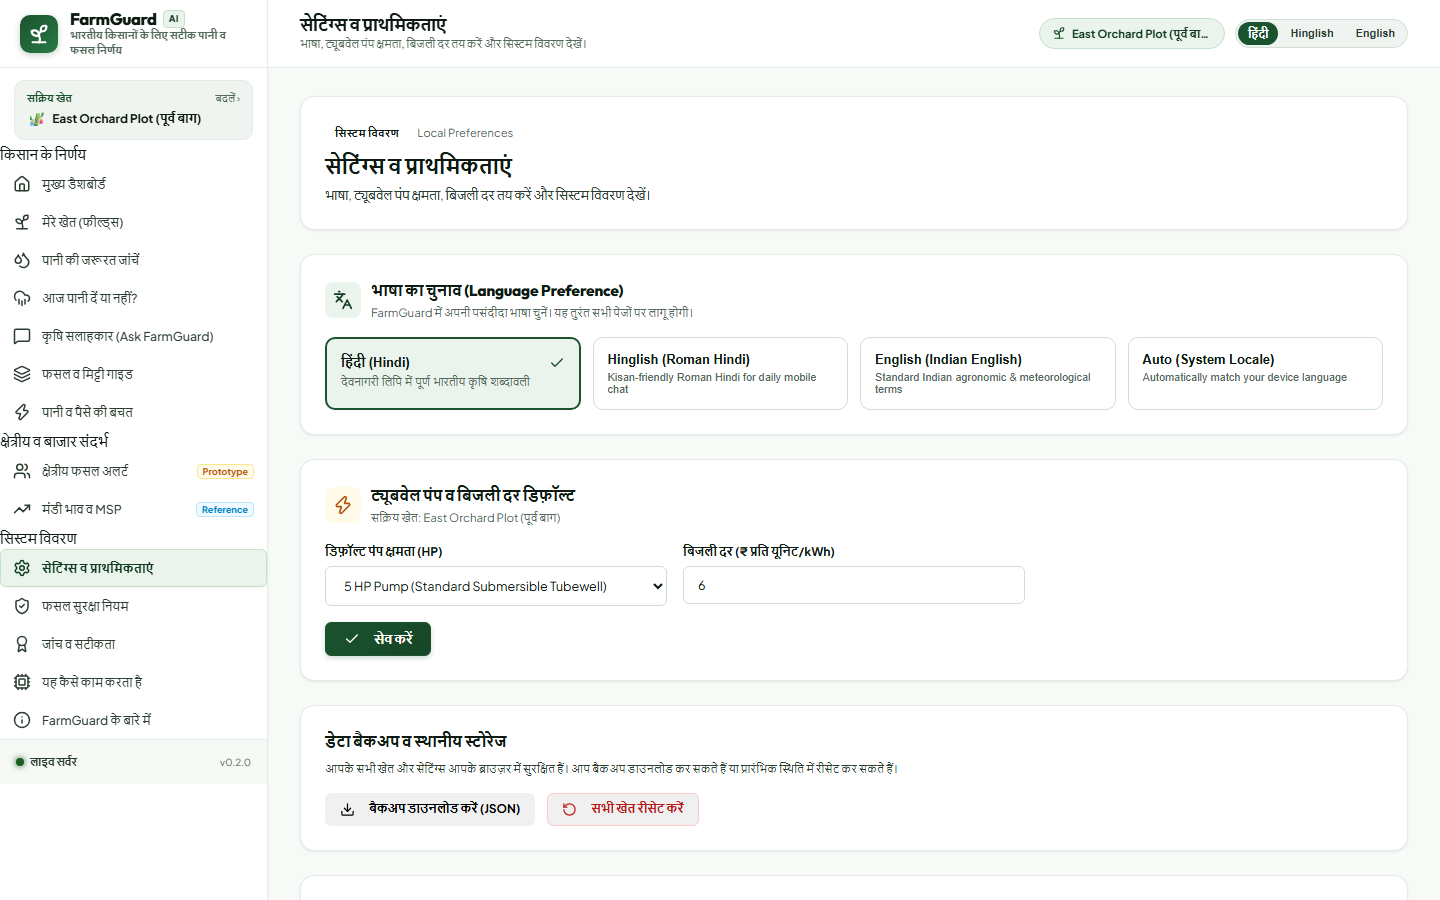 FarmGuard AI
भारतीय किसानों के लिए सटीक पानी व
फसल निर्णय
सक्रिय खेत
बदलें ›
East Orchard Plot (पूर्व बाग)
किसान के निर्णय
मुख्य डैशबोर्ड
मेरे खेत (फील्ड्स)
पानी की जरूरत जांचें
आज पानी दें या नहीं?
कृषि सलाहकार (Ask FarmGuard)
फसल व मिट्टी गाइड
पानी व पैसे की बचत
क्षेत्रीय व बाजार संदर्भ
क्षेत्रीय फसल अलर्ट
Prototype
मंडी भाव व MSP
Reference
सिस्टम विवरण
सेटिंग्स व प्राथमिकताएं
फसल सुरक्षा नियम
जांच व सटीकता
यह कैसे काम करता है
FarmGuard के बारे में
लाइव सर्वर
v0.2.0
सेटिंग्स व प्राथमिकताएं
भाषा, ट्यूबवेल पंप क्षमता, बिजली दर तय करें और सिस्टम विवरण देखें।
East Orchard Plot (पूर्व बा...
हिंदी
Hinglish
English
सिस्टम विवरण
Local Preferences
सेटिंग्स व प्राथमिकताएं
भाषा, ट्यूबवेल पंप क्षमता, बिजली दर तय करें और सिस्टम विवरण देखें।
भाषा का चुनाव (Language Preference)
FarmGuard में अपनी पसंदीदा भाषा चुनें। यह तुरंत सभी पेजों पर लागू होगी।
हिंदी (Hindi)
देवनागरी लिपि में पूर्ण भारतीय कृषि शब्दावली
Hinglish (Roman Hindi)
Kisan-friendly Roman Hindi for daily mobile
chat
English (Indian English)
Standard Indian agronomic & meteorological
terms
Auto (System Locale)
Automatically match your device language
ट्यूबवेल पंप व बिजली दर डिफ़ॉल्ट
सक्रिय खेत: East Orchard Plot (पूर्व बाग)
डिफ़ॉल्ट पंप क्षमता (HP)
5 HP Pump (Standard Submersible Tubewell)
बिजली दर (₹ प्रति यूनिट/kWh)
6
सेव करें
डेटा बैकअप व स्थानीय स्टोरेज
आपके सभी खेत और सेटिंग्स आपके ब्राउज़र में सुरक्षित हैं। आप बैकअप डाउनलोड कर सकते हैं या प्रारंभिक स्थिति में रीसेट कर सकते हैं।
बैकअप डाउनलोड करें (JSON)
सभी खेत रीसेट करें